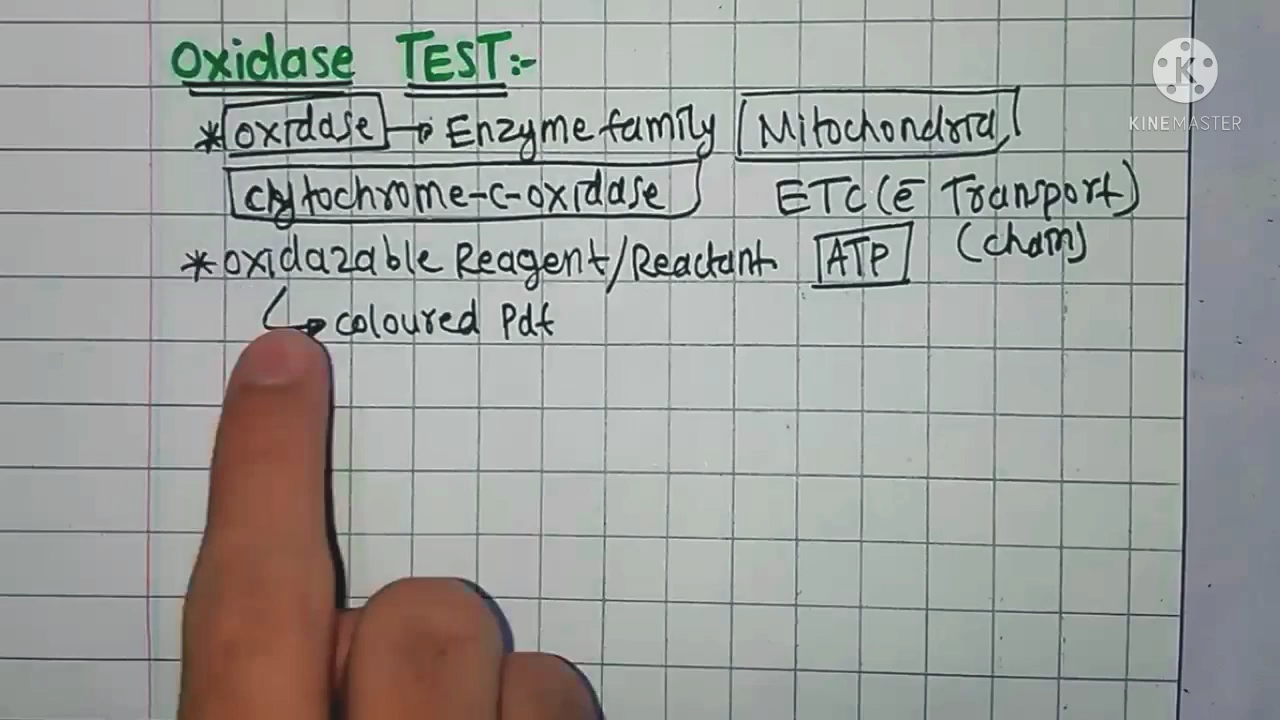 Oxidase TEST:-
*oxidase → Enzyme family Mitochondria
Cytochrome-c-oxidase ETC (ē Transport)
(Chain)
*oxidazable Reagent/Reactant ATP
↳ coloured Pdt
K
KINEMASTER